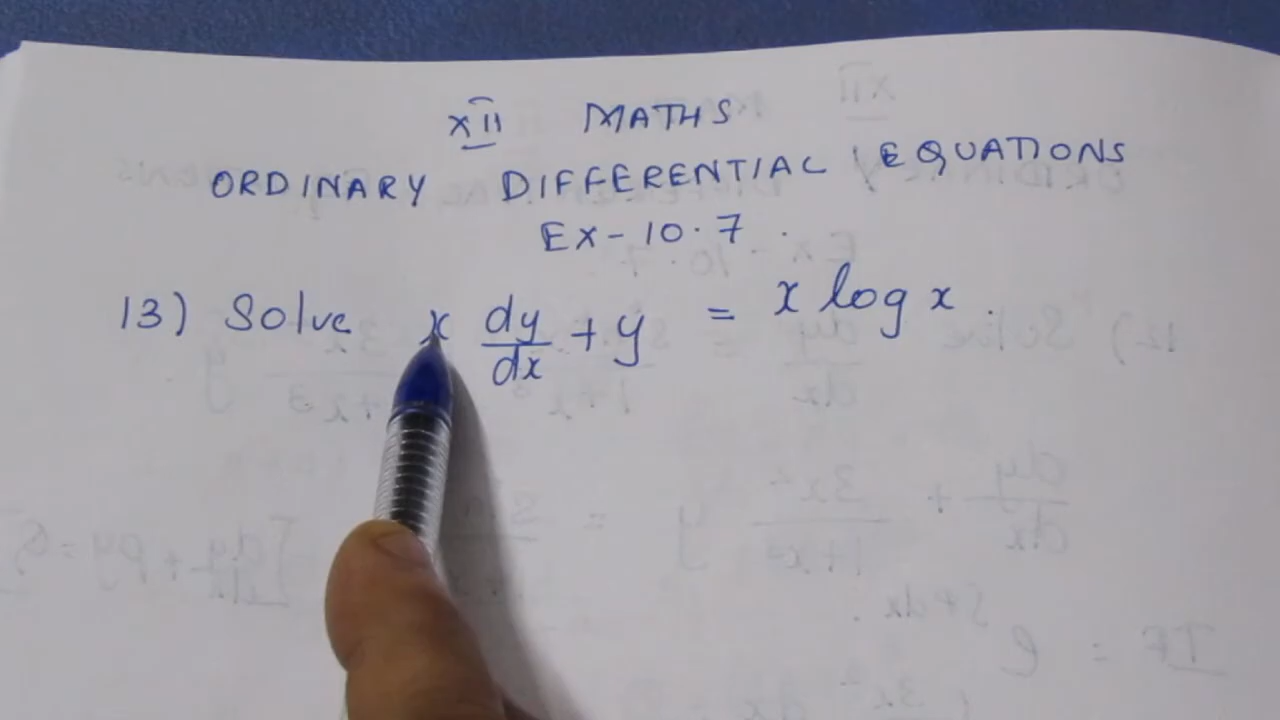 XII MATHS
ORDINARY DIFFERENTIAL EQUATIONS
EX-10.7.
13) Solve x dy/dx + y = x log x.